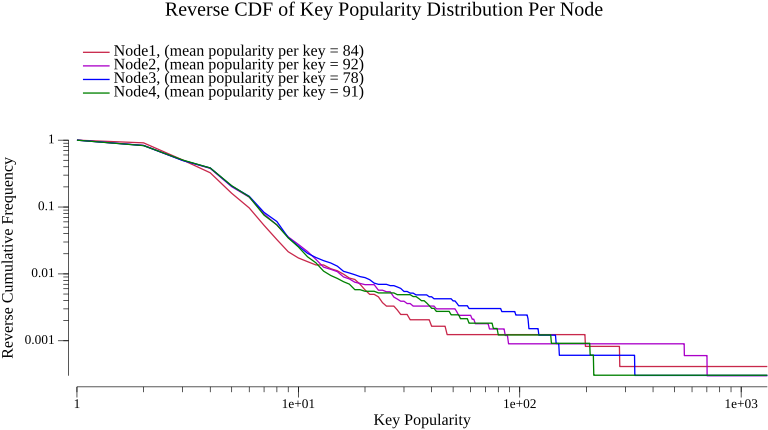 Reverse CDF of Key Popularity Distribution Per Node
Node1, (mean popularity per key = 84)
Node2, (mean popularity per key = 92)
Node3, (mean popularity per key = 78)
Node4, (mean popularity per key = 91)
Reverse Cumulative Frequency
1
0.1
0.01
0.001
1 1e+01 1e+02 1e+03
Key Popularity